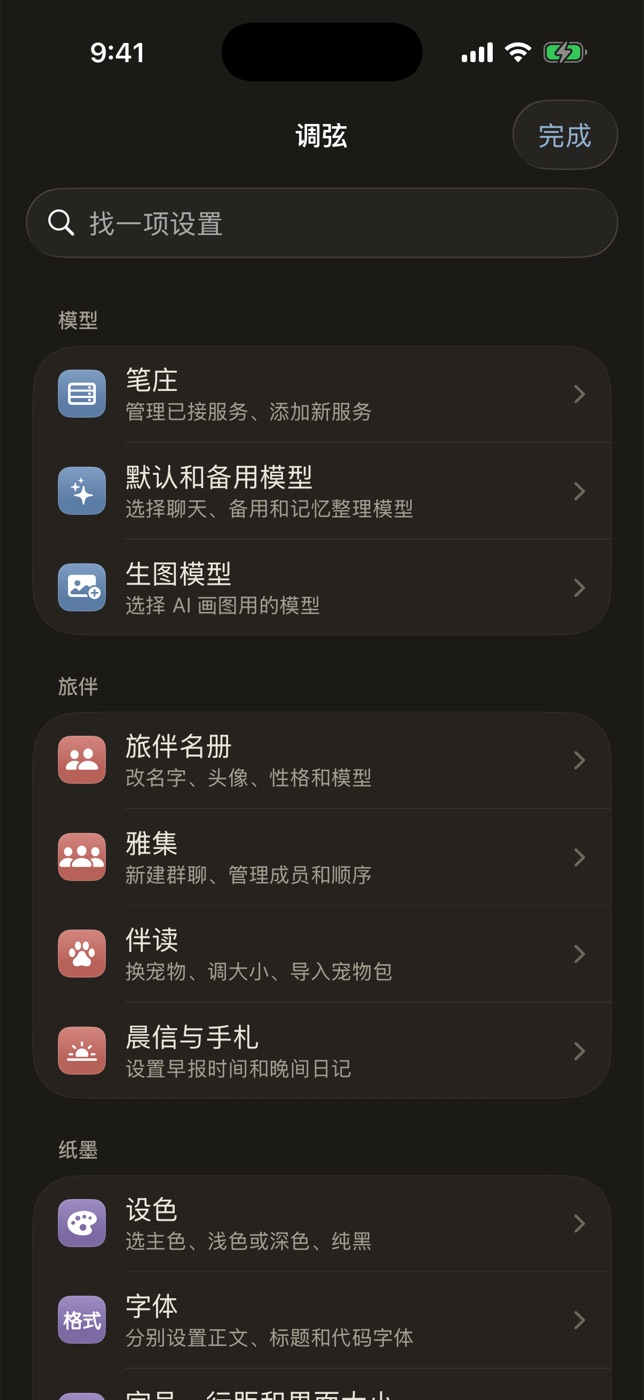 9:41
调弦
完成
找一项设置
模型
笔庄
管理已接服务、添加新服务
默认和备用模型
选择聊天、备用和记忆整理模型
生图模型
选择 AI 画图用的模型
旅伴
旅伴名册
改名字、头像、性格和模型
雅集
新建群聊、管理成员和顺序
伴读
换宠物、调大小、导入宠物包
晨信与手札
设置早报时间和晚间日记
纸墨
设色
选主色、浅色或深色、纯黑
格式
字体
分别设置正文、标题和代码字体